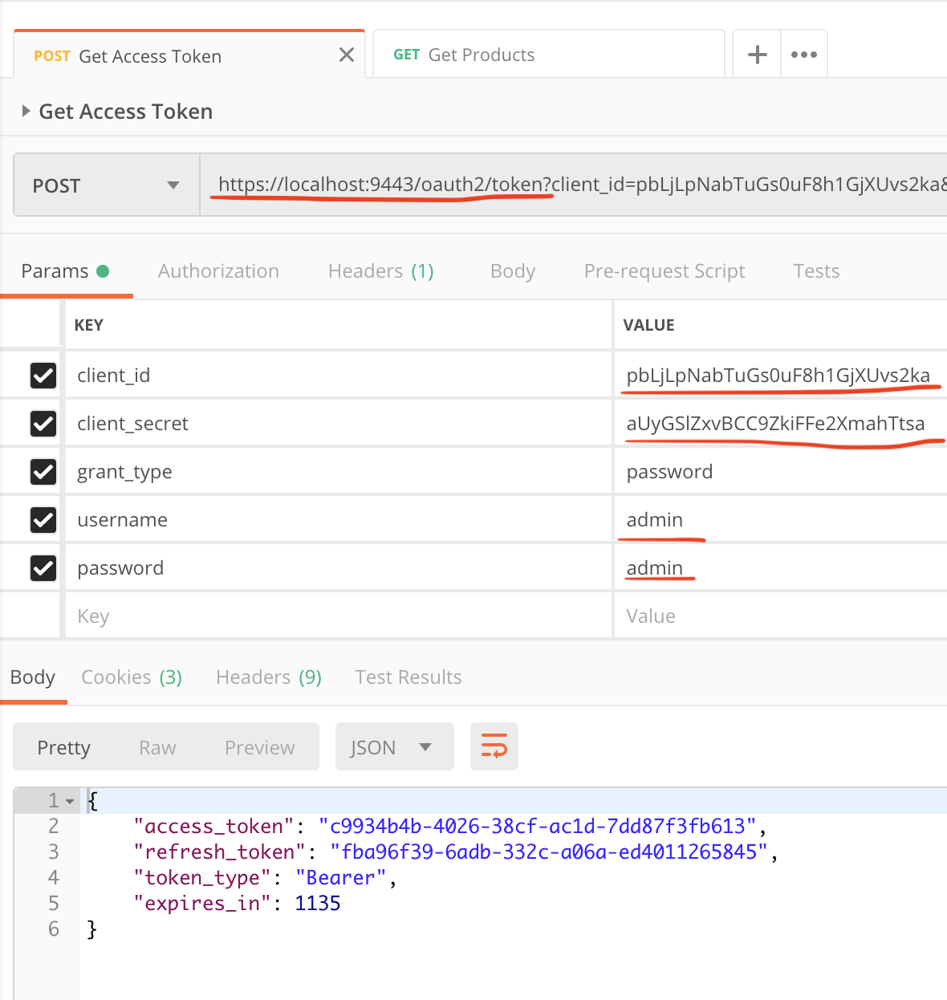 POST Get Access Token
GET Get Products
Get Access Token
POST https://localhost:9443/oauth2/token?client_id=pbLjLpNabTuGs0uF8h1GjXUvs2ka&
Params Authorization Headers (1) Body Pre-request Script Tests
KEY VALUE
client_id pbLjLpNabTuGs0uF8h1GjXUvs2ka
client_secret aUyGSlZxvBCC9ZkiFFe2XmahTtsa
grant_type password
username admin
password admin
Key Value
Body Cookies (3) Headers (9) Test Results
Pretty Raw Preview JSON
1 {
2 "access_token": "c9934b4b-4026-38cf-ac1d-7dd87f3fb613",
3 "refresh_token": "fba96f39-6adb-332c-a06a-ed4011265845",
4 "token_type": "Bearer",
5 "expires_in": 1135
6 }